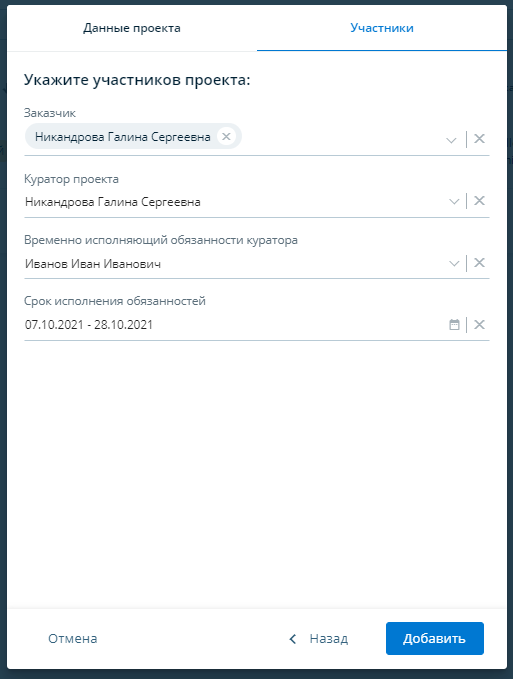 Данные проекта
Участники
Укажите участников проекта:
Заказчик
Никандрова Галина Сергеевна
Куратор проекта
Никандрова Галина Сергеевна
Временно исполняющий обязанности куратора
Иванов Иван Иванович
Срок исполнения обязанностей
07.10.2021 - 28.10.2021
Отмена
Назад
Добавить